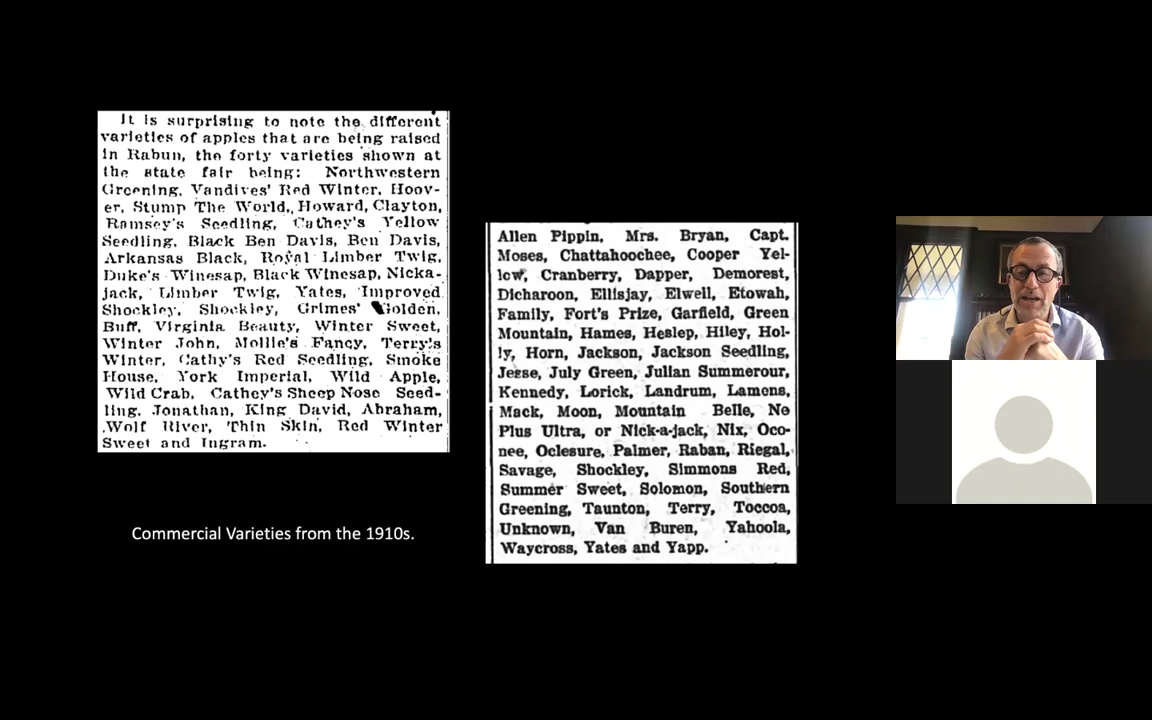 It is surprising to note the different
varieties of apples that are being raised
in Rabun, the forty varieties shown at
the state fair being: Northwestern
Greening, Vandives' Red Winter, Hoov-
er, Stump The World, Howard, Clayton,
Ramsey's Seedling, Cathey's Yellow
Seedling, Black Ben Davis, Ben Davis,
Arkansas Black, Royal Limber Twig,
Duke's Winesap, Black Winesap, Nicka-
jack, Limber Twig, Yates, Improved
Shockley, Shockley, Grimes' Golden,
Buff, Virginia Beauty, Winter Sweet,
Winter John, Mollie's Fancy, Terry's
Winter, Cathy's Red Seedling, Smoke
House, York Imperial, Wild Apple,
Wild Crab, Cathey's Sheep Nose Seed-
ling, Jonathan, King David, Abraham,
Wolf River, Thin Skin, Red Winter
Sweet and Ingram.
Allen Pippin, Mrs. Bryan, Capt.
Moses, Chattahoochee, Cooper Yel-
low, Cranberry, Dapper, Demorest,
Dicharoon, Ellisjay, Elwell, Etowah,
Family, Fort's Prize, Garfield, Green
Mountain, Hames, Heslep, Hiley, Hol-
ly, Horn, Jackson, Jackson Seedling,
Jesse, July Green, Julian Summerour,
Kennedy, Lorick, Landrum, Lamons,
Mack, Moon, Mountain Belle, Ne
Plus Ultra, or Nick-a-jack, Nix, Oco-
nee, Oclesure, Palmer, Raban, Riegal,
Savage, Shockley, Simmons Red,
Summer Sweet, Solomon, Southern
Greening, Taunton, Terry, Toccoa,
Unknown, Van Buren, Yahoola,
Waycross, Yates and Yapp.
Commercial Varieties from the 1910s.